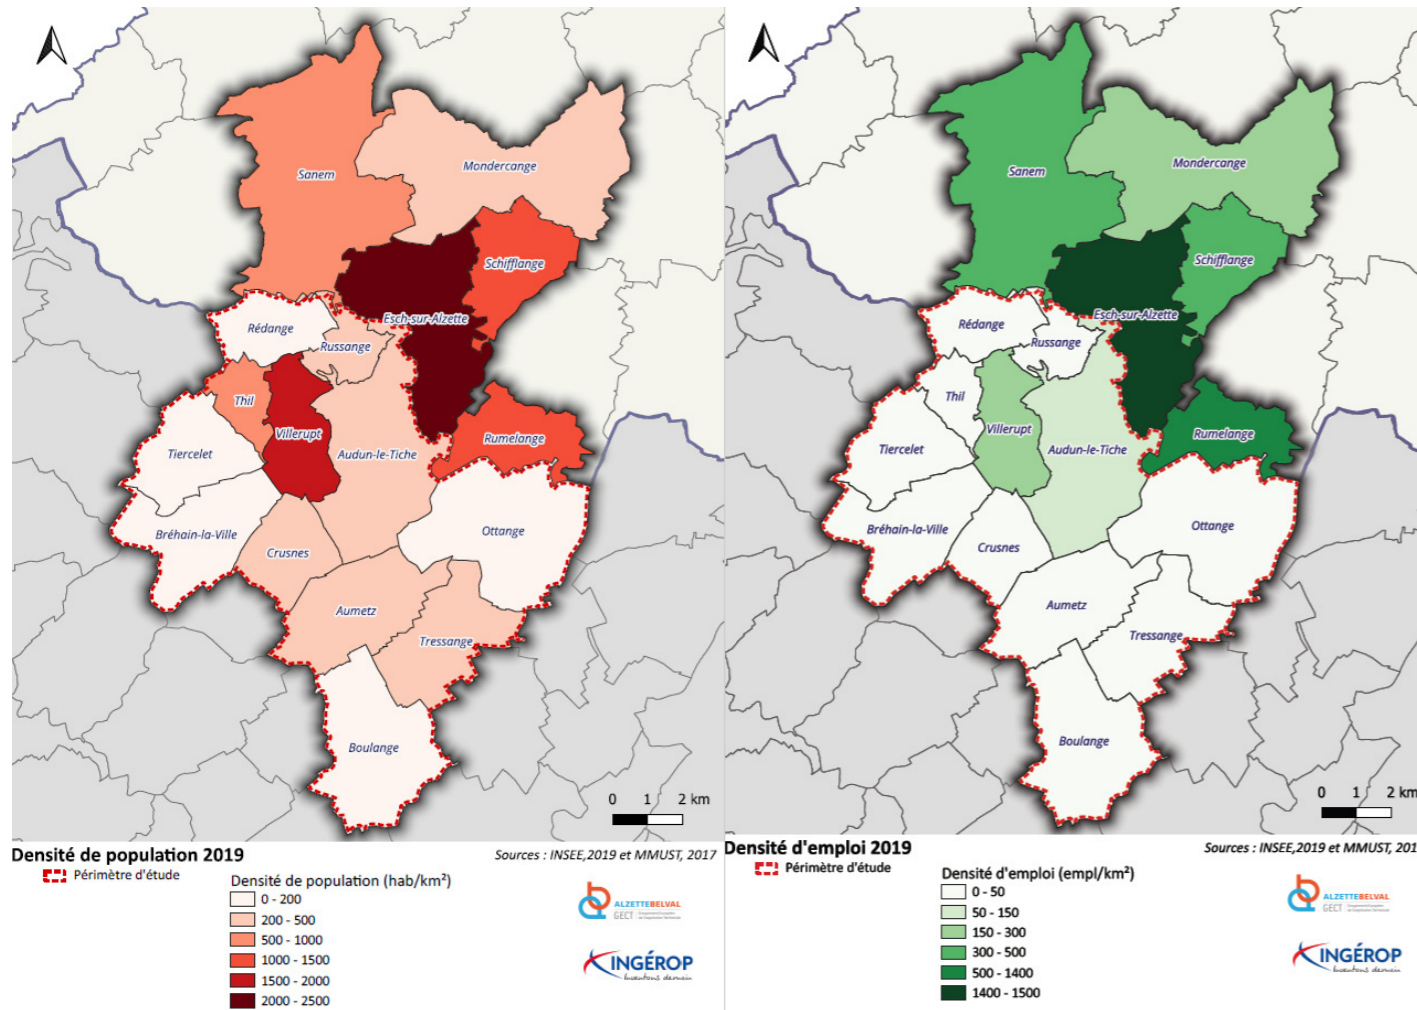 Sanem
Mondercange
Schifflange
Esch-sur-Alzette
Rédange
Russange
Thil
Villerupt
Rumelange
Tiercelet
Audun-le-Tiche
Bréhain-la-Ville
Ottange
Crusnes
Aumetz
Tressange
Boulange
0 1 2 km
Densité de population 2019
Sources : INSEE,2019 et MMUST, 2017
Périmètre d'étude
Densité de population (hab/km²)
0 - 200
200 - 500
500 - 1000
1000 - 1500
1500 - 2000
2000 - 2500
ALZETTEBELVAL
GECT
INGÉROP
Inventons demain
Sanem
Mondercange
Schifflange
Esch-sur-Alzette
Rédange
Russange
Thil
Villerupt
Rumelange
Tiercelet
Audun-le-Tiche
Bréhain-la-Ville
Ottange
Crusnes
Aumetz
Tressange
Boulange
0 1 2 km
Densité d'emploi 2019
Sources : INSEE,2019 et MMUST, 201
Périmètre d'étude
Densité d'emploi (empl/km²)
0 - 50
50 - 150
150 - 300
300 - 500
500 - 1400
1400 - 1500
ALZETTEBELVAL
GECT
INGÉROP
Inventons demain